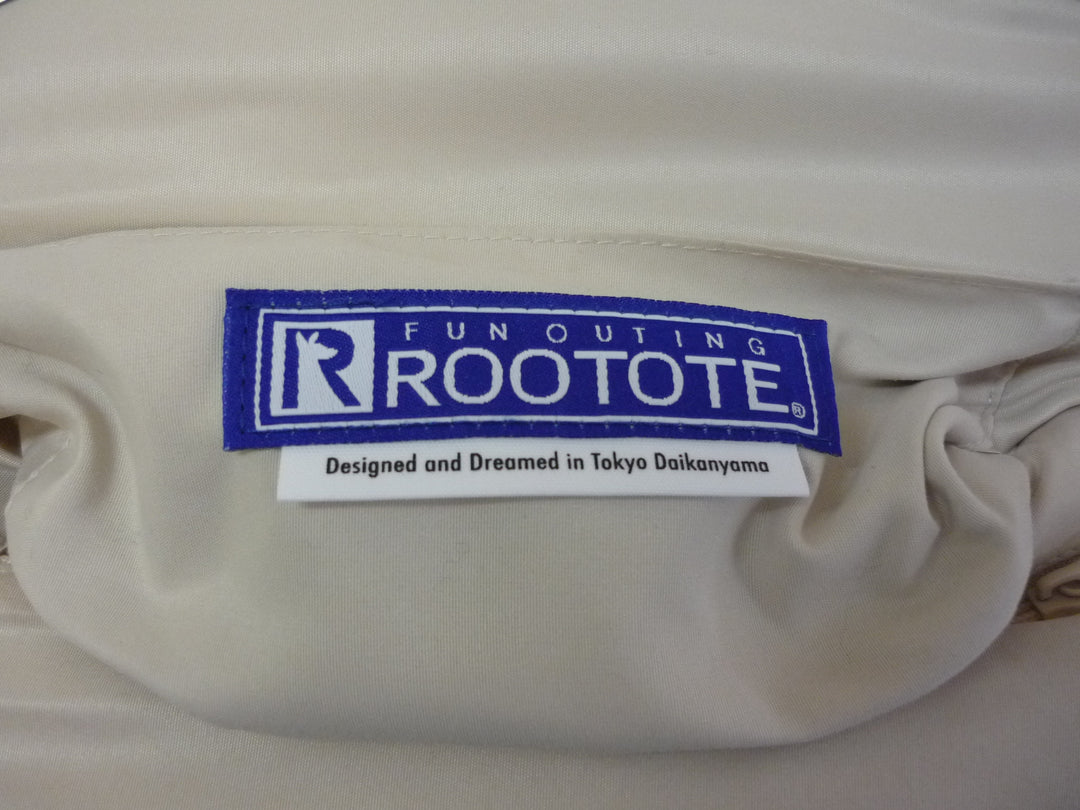 R FUN OUTING
ROOTOTE®
Designed and Dreamed in Tokyo Daikanyama